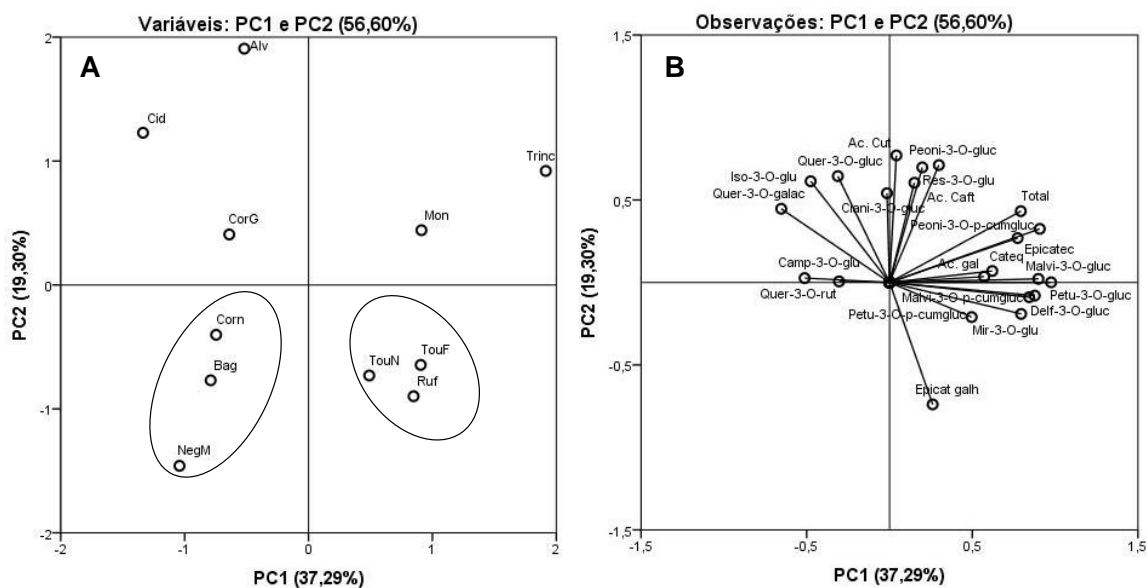 Variáveis: PC1 e PC2 (56,60%)
A
PC2 (19,30%)
2
1
0
-1
-2
Alv
Cid
Trinc
CorG
Mon
Corn
Bag
NegM
TouF
TouN
Ruf
-2
-1
0
1
2
PC1 (37,29%)
Observações: PC1 e PC2 (56,60%)
B
PC2 (19,30%)
1,5
0,5
-0,5
-1,5
Ac. Cut
Peoni-3-O-gluc
Quer-3-O-gluc
Iso-3-O-glu
Res-3-O-glu
Quer-3-O-galac
Ac. Caft
Total
Ciani-3-O-gluc
Peoni-3-O-p-cumgluc
Epicatec
Camp-3-O-glu
Ac. gal
Cateq
Malvi-3-O-gluc
Quer-3-O-rut
Malvi-3-O-p-cumgluc
Petu-3-O-gluc
Petu-3-O-p-cumgluc
Delf-3-O-gluc
Mir-3-O-glu
Epicat galh
-1,5
-0,5
0,5
1,5
PC1 (37,29%)